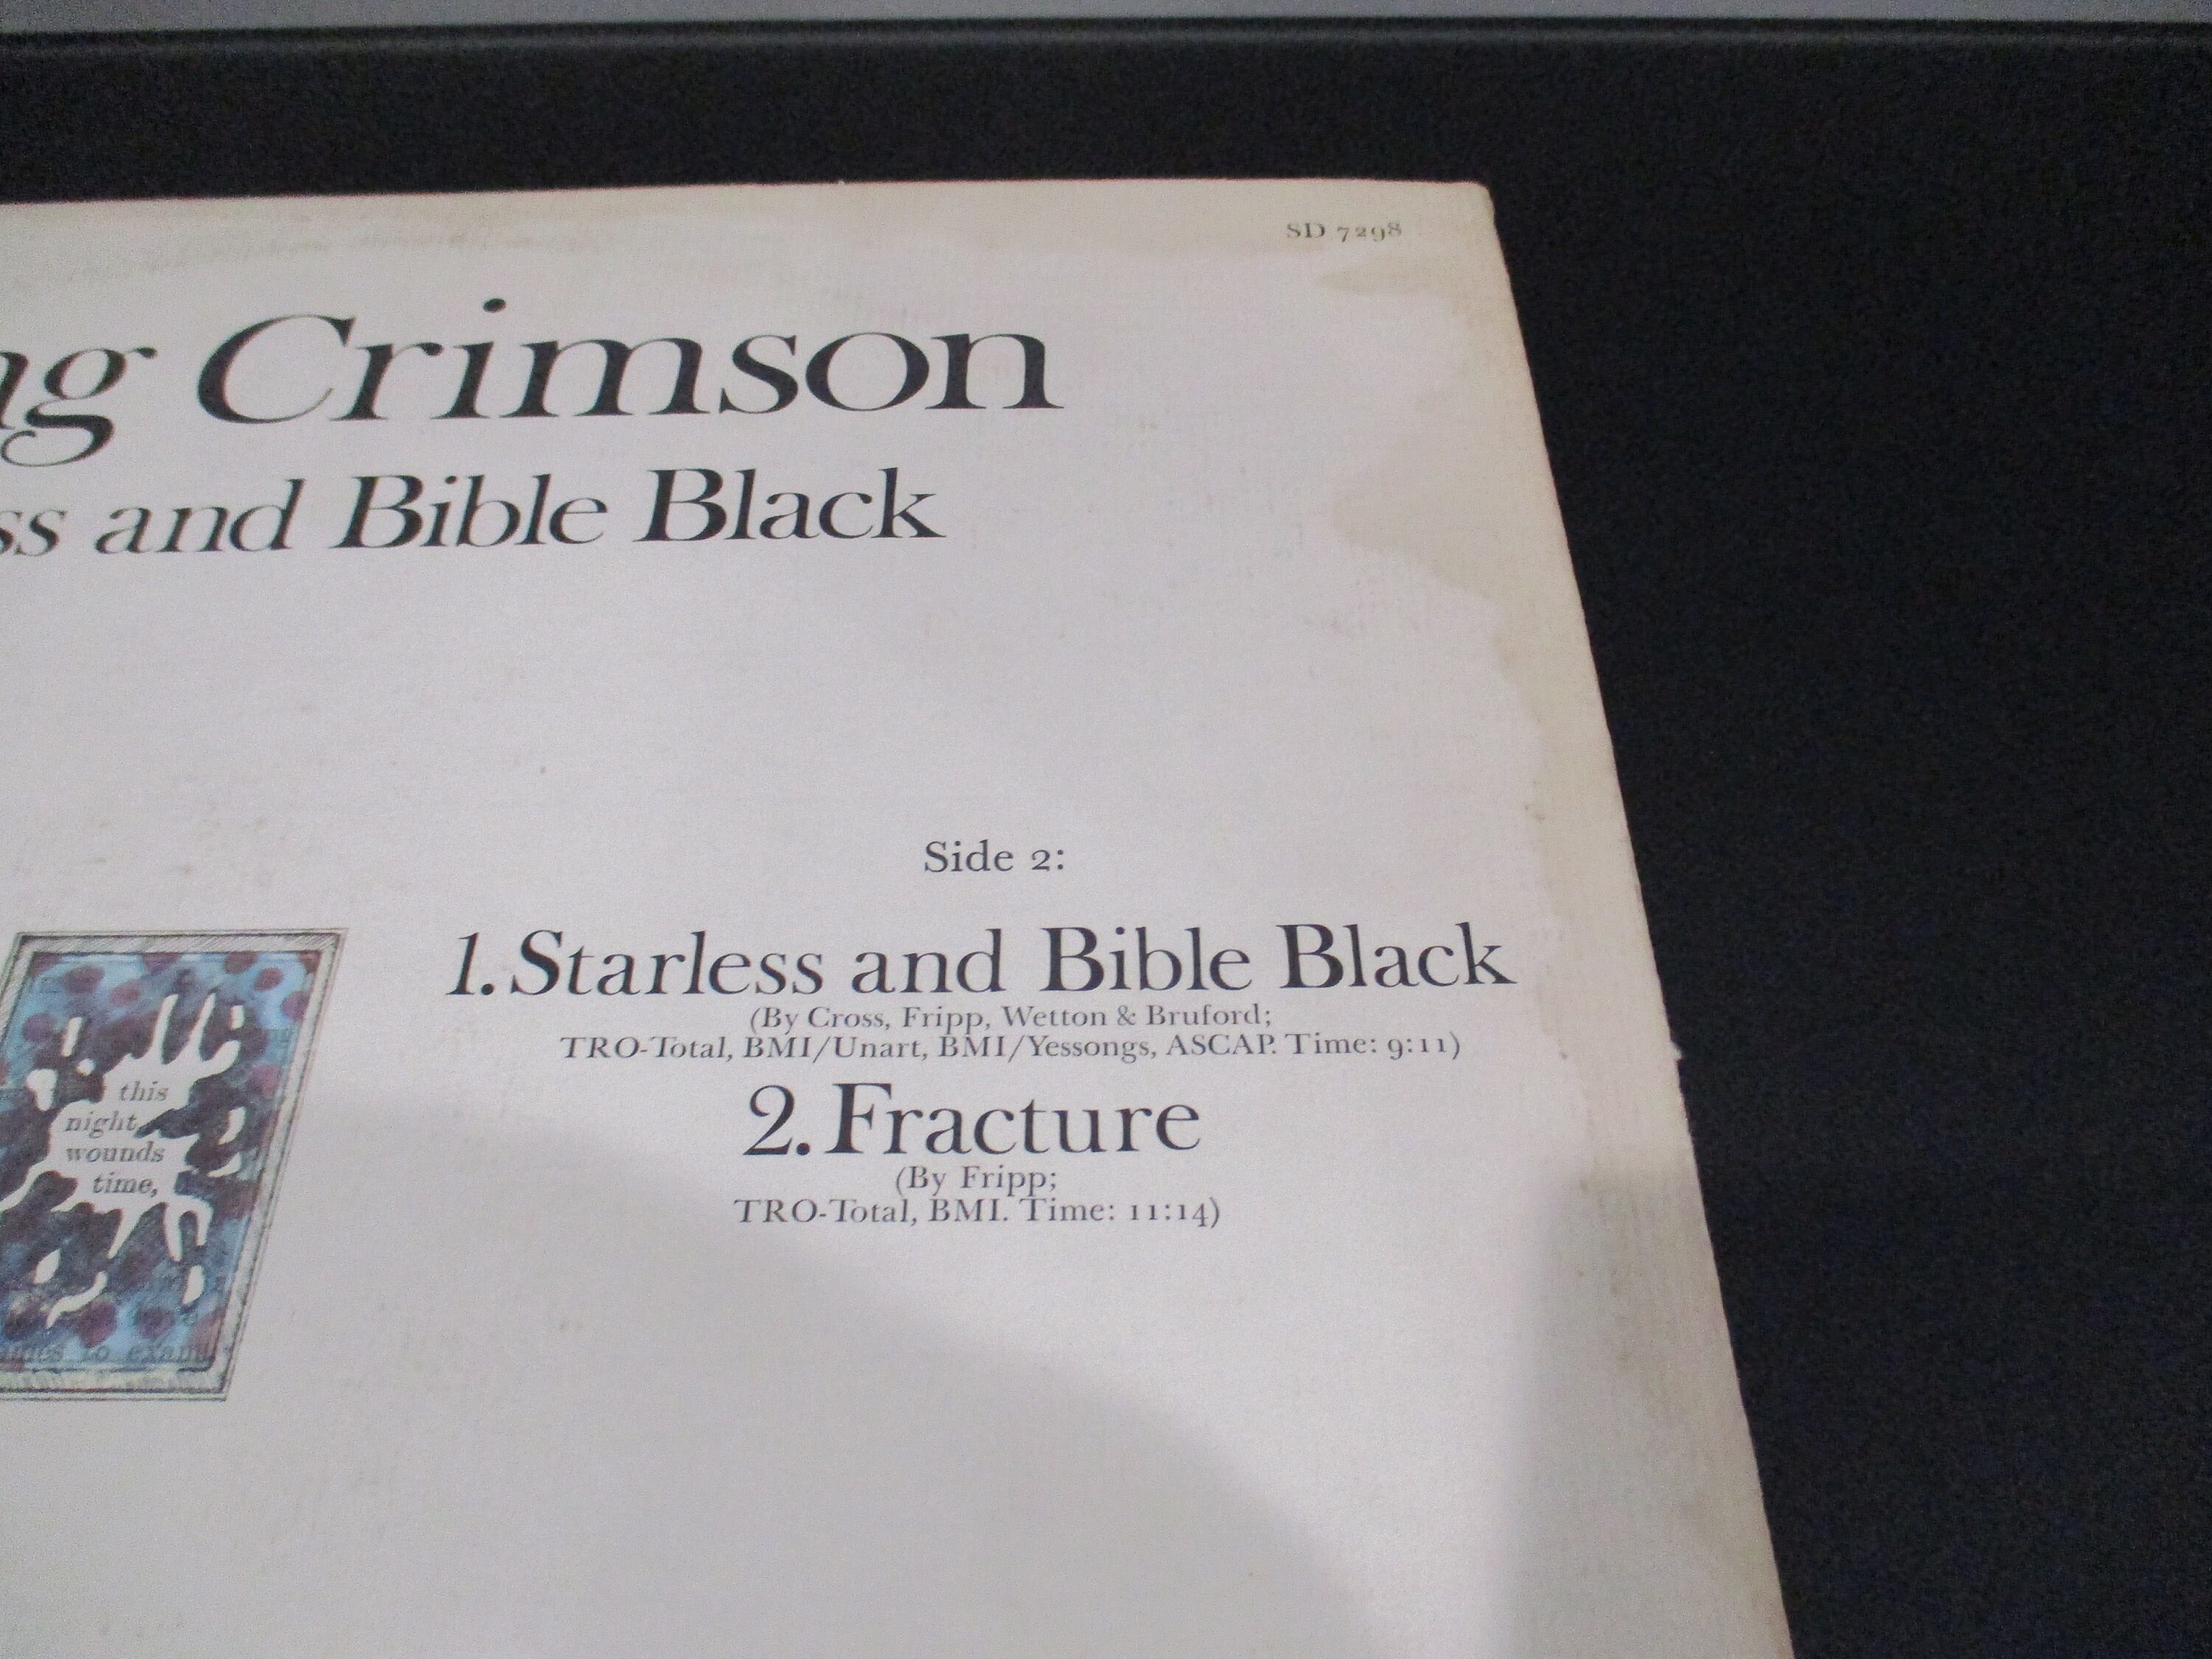 SD 7298
ng Crimson
ss and Bible Black
Side 2:
1. Starless and Bible Black
(By Cross, Fripp, Wetton & Bruford;
TRO-Total, BMI/Unart, BMI/Yessongs, ASCAP. Time: 9:11)
2. Fracture
(By Fripp;
TRO-Total, BMI. Time: 11:14)
this
night
wounds
time,